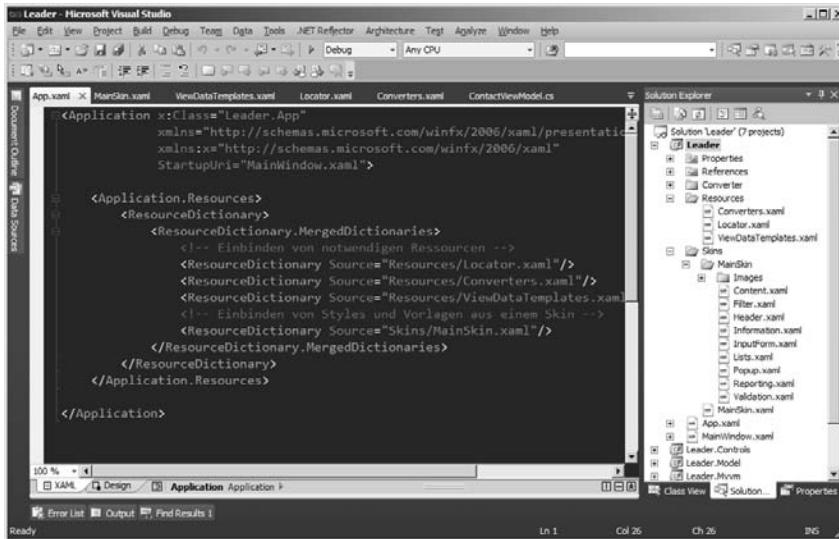 Leader - Microsoft Visual Studio
File Edit View Project Build Debug Team Data Tools .NET Reflector Architecture Test Analyze Window Help
Debug Any CPU
App.xaml MainSkin.xaml ViewDataTemplates.xaml Locator.xaml Converters.xaml ContactViewModel.cs
Document Outline
Data Sources
<Application x:Class="Leader.App"
xmlns="http://schemas.microsoft.com/winfx/2006/xaml/presentatio
xmlns:x="http://schemas.microsoft.com/winfx/2006/xaml"
StartupUri="MainWindow.xaml">
<Application.Resources>
<ResourceDictionary>
<ResourceDictionary.MergedDictionaries>
<!-- Einbinden von notwendigen Ressourcen -->
<ResourceDictionary Source="Resources/Locator.xaml"/>
<ResourceDictionary Source="Resources/Converters.xaml"/>
<ResourceDictionary Source="Resources/ViewDataTemplates.xaml
<!-- Einbinden von Styles und Vorlagen aus einem Skin -->
<ResourceDictionary Source="Skins/MainSkin.xaml"/>
</ResourceDictionary.MergedDictionaries>
</ResourceDictionary>
</Application.Resources>
</Application>
100 %
XAML Design Application Application
Solution Explorer
Solution 'Leader' (7 projects)
Leader
Properties
References
Converter
Resources
Converters.xaml
Locator.xaml
ViewDataTemplates.xaml
Skins
MainSkin
Images
Content.xaml
Filter.xaml
Header.xaml
Information.xaml
InputForm.xaml
Lists.xaml
Popup.xaml
Reporting.xaml
Validation.xaml
MainSkin.xaml
App.xaml
MainWindow.xaml
Leader.Controls
Leader.Model
Leader.Mvvm
Class View Solution... Properties
Error List Output Find Results 1
Ready Ln 1 Col 26 Ch 26 INS